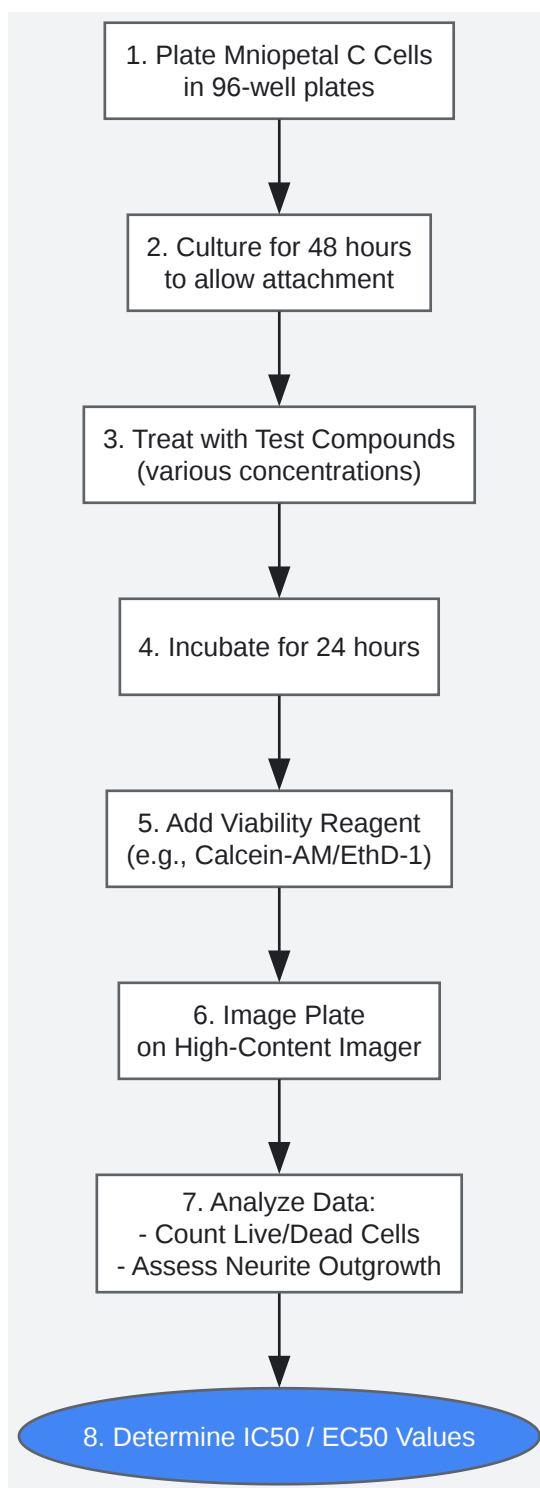 1. Plate Mniopetal C Cells
in 96-well plates
2. Culture for 48 hours
to allow attachment
3. Treat with Test Compounds
(various concentrations)
4. Incubate for 24 hours
5. Add Viability Reagent
(e.g., Calcein-AM/EthD-1)
6. Image Plate
on High-Content Imager
7. Analyze Data:
- Count Live/Dead Cells
- Assess Neurite Outgrowth
8. Determine IC50 / EC50 Values